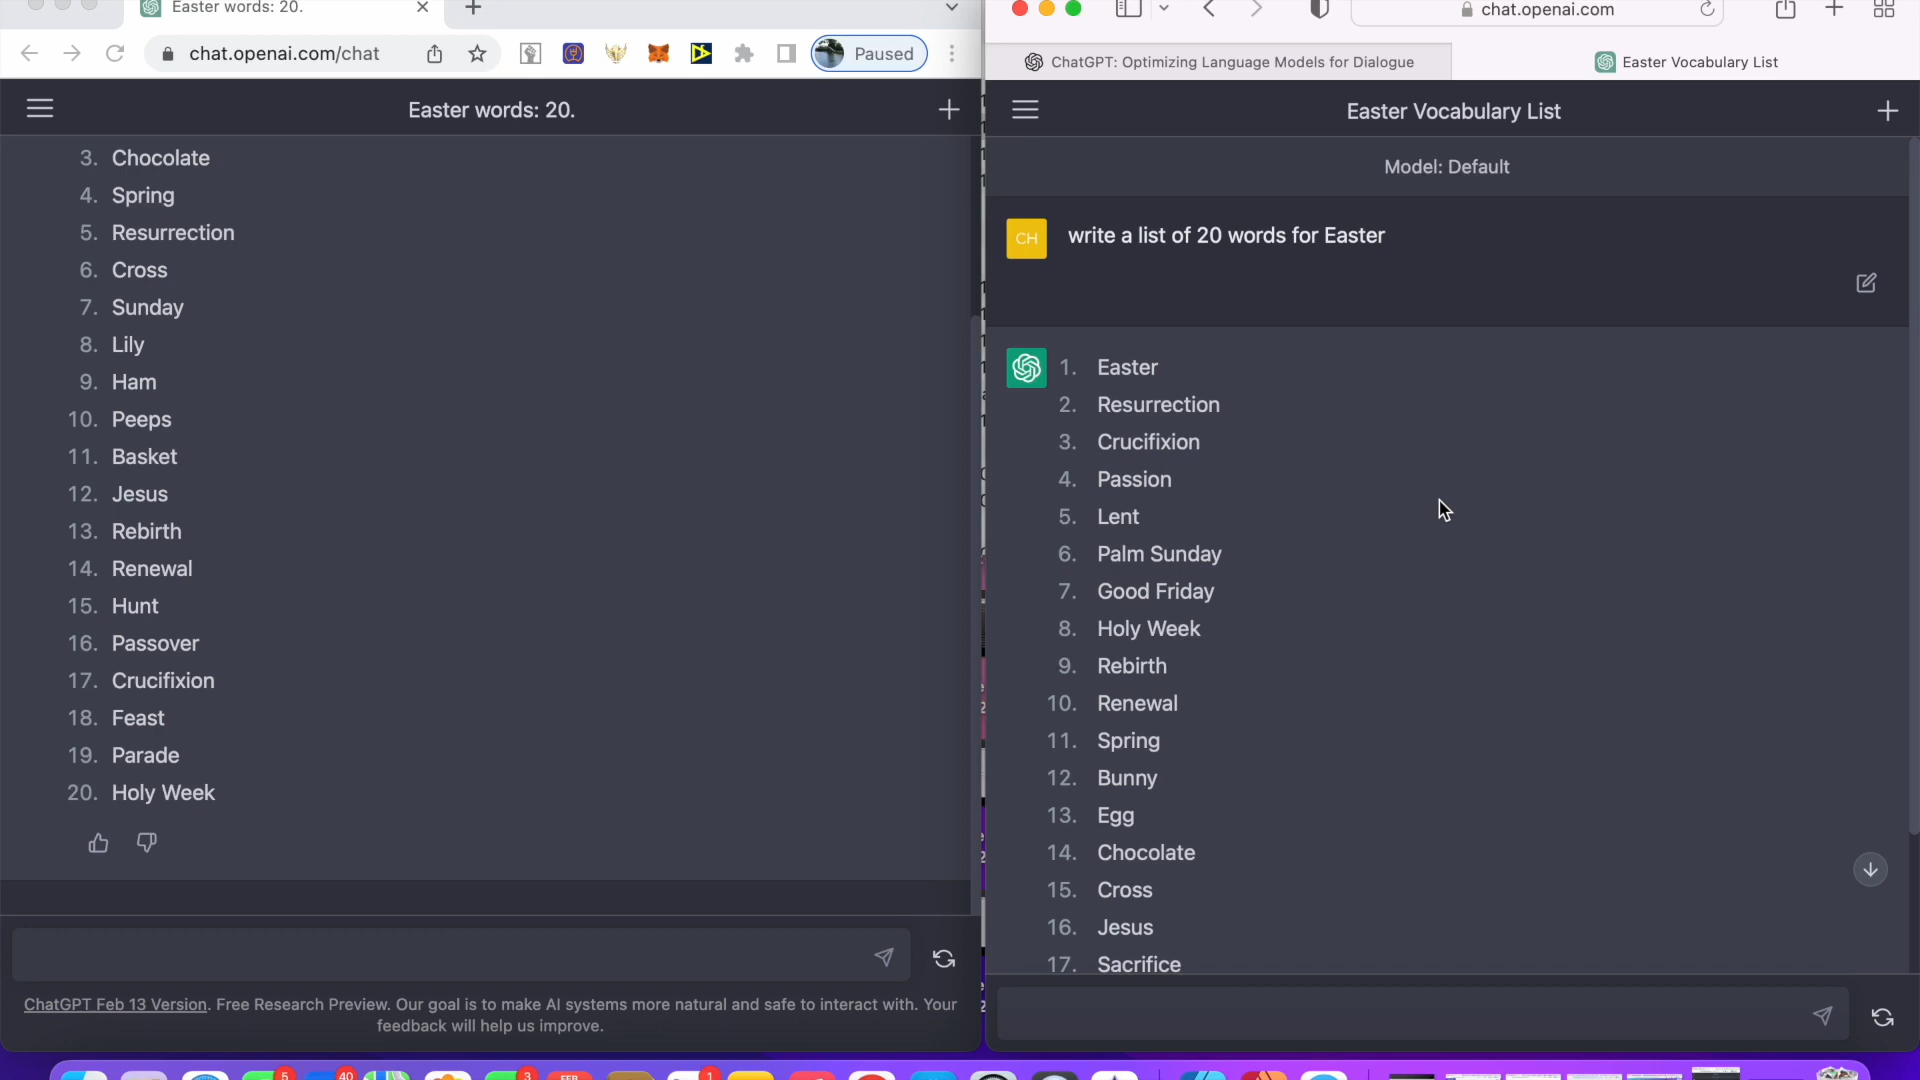 Easter words: 20.
chat.openai.com/chat
Paused
Easter words: 20.
3. Chocolate
4. Spring
5. Resurrection
6. Cross
7. Sunday
8. Lily
9. Ham
10. Peeps
11. Basket
12. Jesus
13. Rebirth
14. Renewal
15. Hunt
16. Passover
17. Crucifixion
18. Feast
19. Parade
20. Holy Week
ChatGPT Feb 13 Version. Free Research Preview. Our goal is to make AI systems more natural and safe to interact with. Your
feedback will help us improve.
chat.openai.com
ChatGPT: Optimizing Language Models for Dialogue
Easter Vocabulary List
Easter Vocabulary List
Model: Default
CH
write a list of 20 words for Easter
1. Easter
2. Resurrection
3. Crucifixion
4. Passion
5. Lent
6. Palm Sunday
7. Good Friday
8. Holy Week
9. Rebirth
10. Renewal
11. Spring
12. Bunny
13. Egg
14. Chocolate
15. Cross
16. Jesus
17. Sacrifice
5
40
3
FEB
1